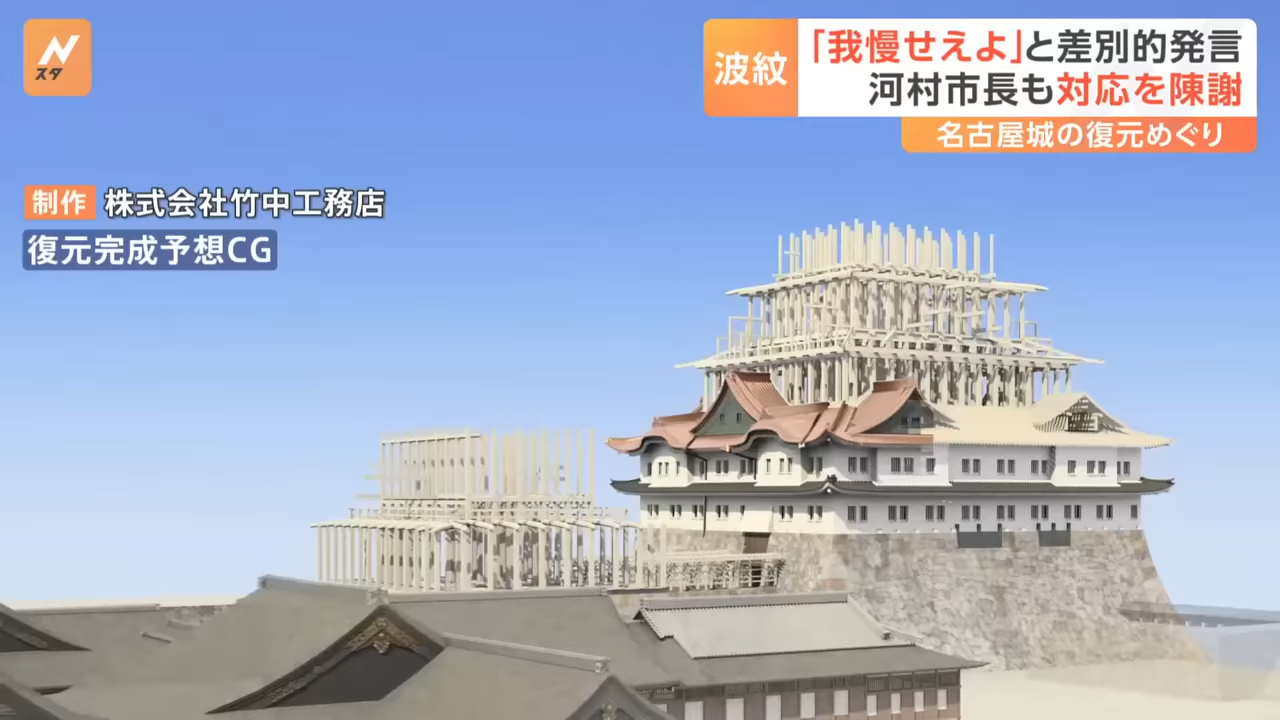 N
スタ
波紋
「我慢せえよ」と差別的発言
河村市長も対応を陳謝
名古屋城の復元めぐり
制作 株式会社竹中工務店
復元完成予想CG